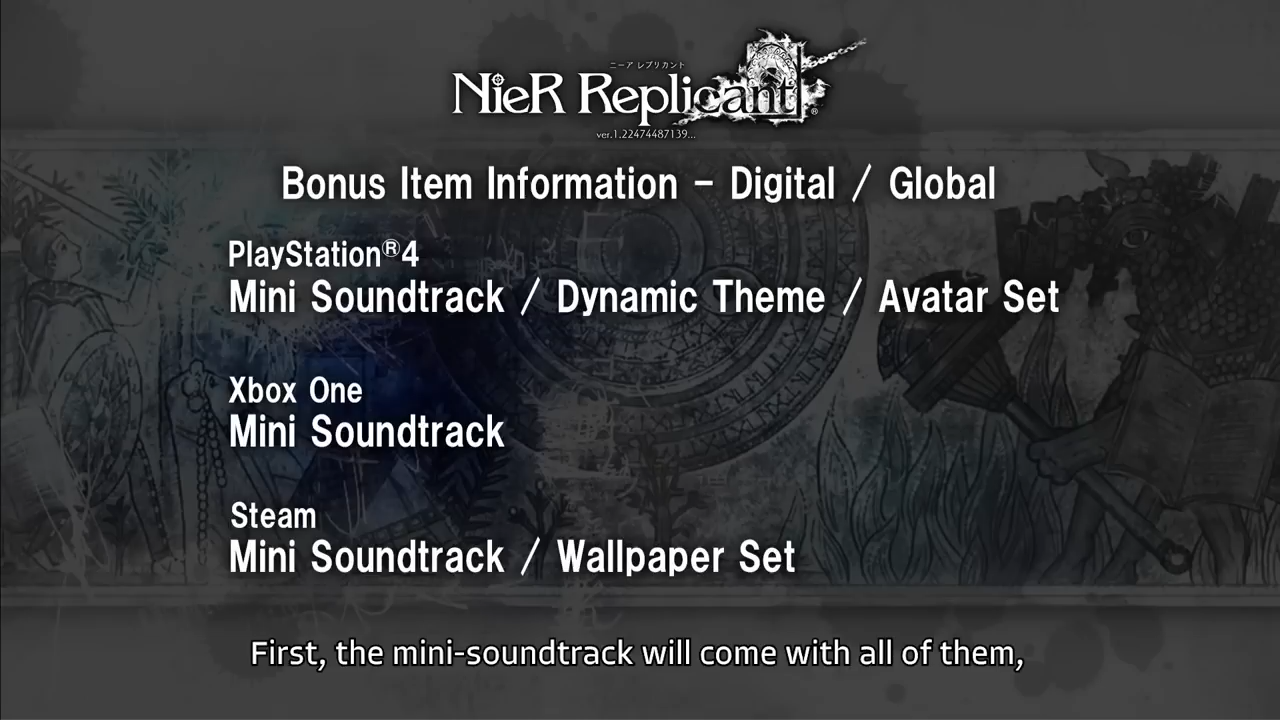 ニーア レプリカント
NieR Replicant®
ver.1.22474487139...
Bonus Item Information – Digital / Global
PlayStation®4
Mini Soundtrack / Dynamic Theme / Avatar Set
Xbox One
Mini Soundtrack
Steam
Mini Soundtrack / Wallpaper Set
First, the mini-soundtrack will come with all of them,